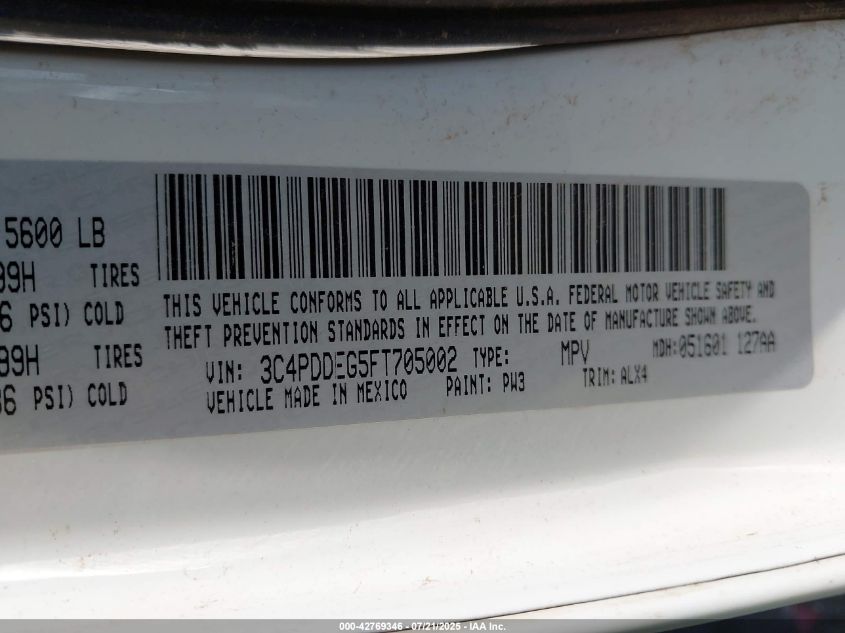 5600 LB
99H TIRES
6 PSI) COLD
99H TIRES
36 PSI) COLD
THIS VEHICLE CONFORMS TO ALL APPLICABLE U.S.A. FEDERAL MOTOR VEHICLE SAFETY AND
THEFT PREVENTION STANDARDS IN EFFECT ON THE DATE OF MANUFACTURE SHOWN ABOVE.
VIN: 3C4PDDEG5FT705002 TYPE: MPV MDH:051601 127AA
VEHICLE MADE IN MEXICO PAINT: PW3 TRIM: ALX4
000-42769346 - 07/21/2025 - IAA Inc.